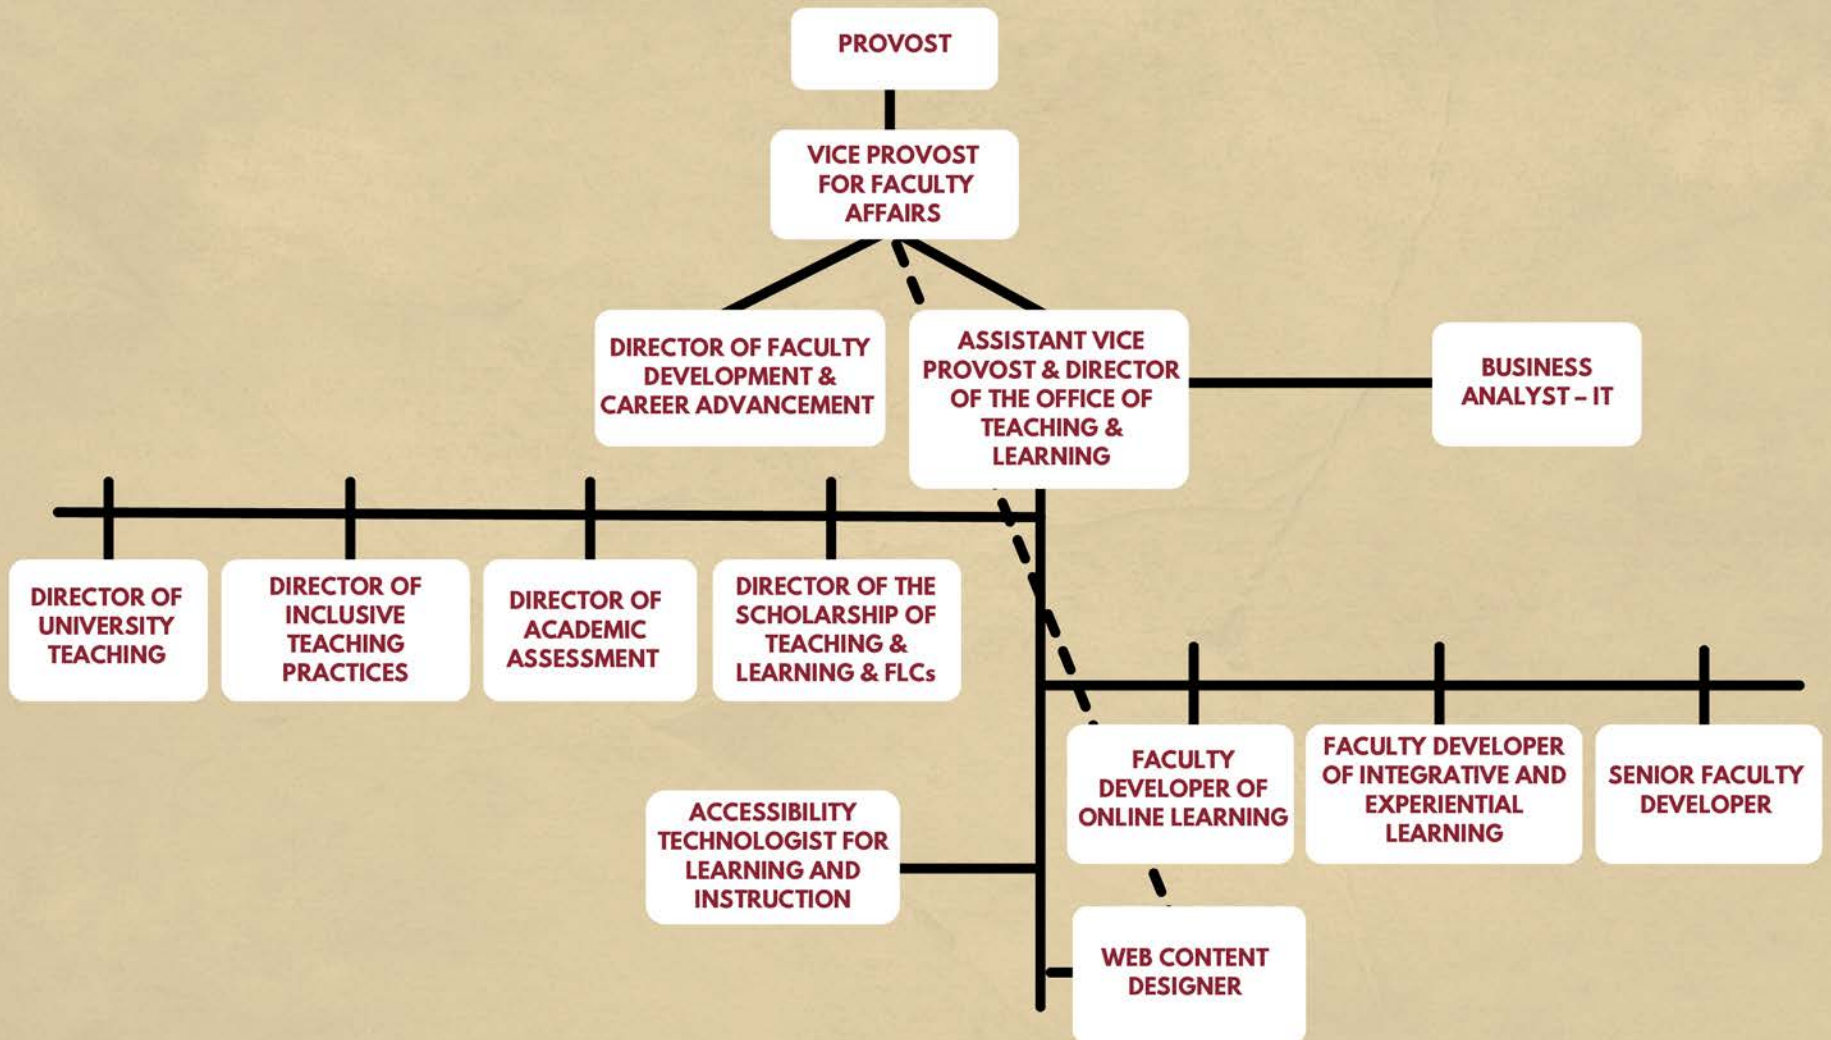 PROVOST
VICE PROVOST
FOR FACULTY
AFFAIRS
DIRECTOR OF FACULTY
DEVELOPMENT &
CAREER ADVANCEMENT
ASSISTANT VICE
PROVOST & DIRECTOR
OF THE OFFICE OF
TEACHING &
LEARNING
BUSINESS
ANALYST – IT
DIRECTOR OF
UNIVERSITY
TEACHING
DIRECTOR OF
INCLUSIVE
TEACHING
PRACTICES
DIRECTOR OF
ACADEMIC
ASSESSMENT
DIRECTOR OF THE
SCHOLARSHIP OF
TEACHING &
LEARNING & FLCs
FACULTY
DEVELOPER OF
ONLINE LEARNING
FACULTY DEVELOPER
OF INTEGRATIVE AND
EXPERIENTIAL
LEARNING
SENIOR FACULTY
DEVELOPER
ACCESSIBILITY
TECHNOLOGIST FOR
LEARNING AND
INSTRUCTION
WEB CONTENT
DESIGNER